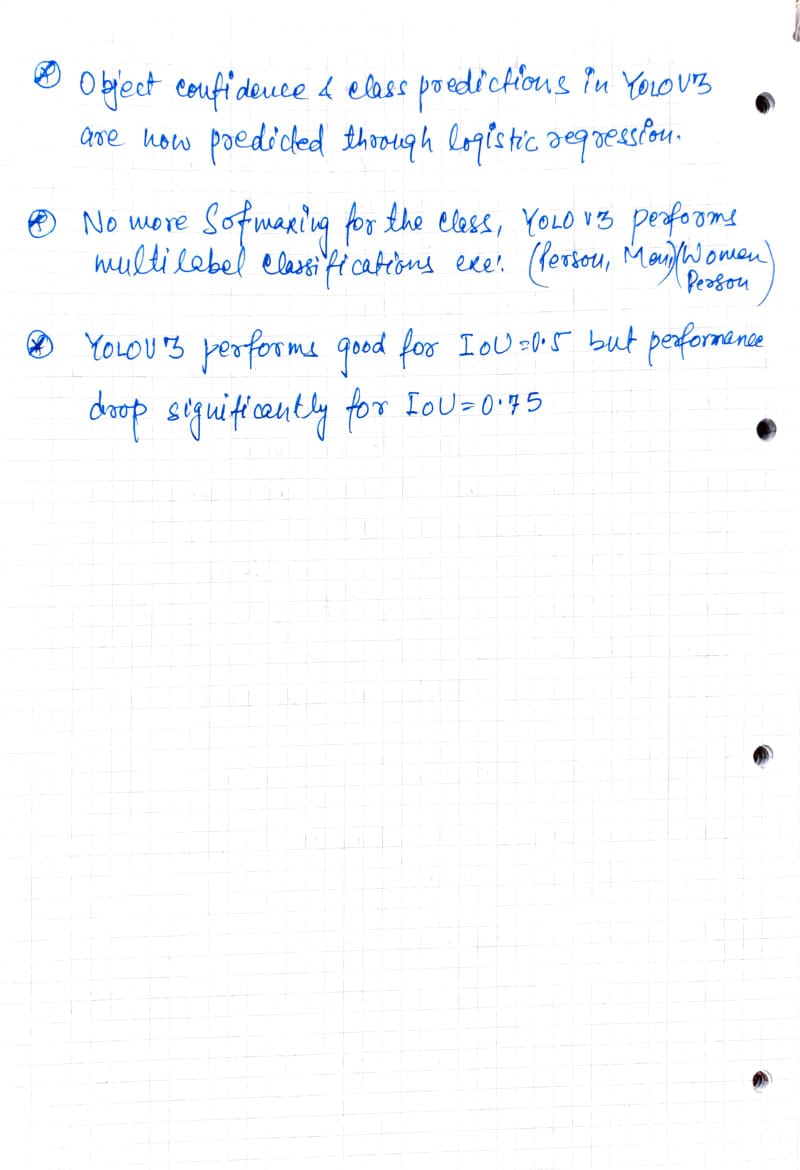 ⊛ Object confidence & class predictions in YOLOV3
are now predicted through logistic regression.
⊛ No more Sofmaxing for the class, YOLO V3 performs
multilabel classifications exe: (Person, Man)(Women,
Person)
⊛ YOLOV3 performs good for IoU=0.5 but performance
drop significantly for IoU=0.75